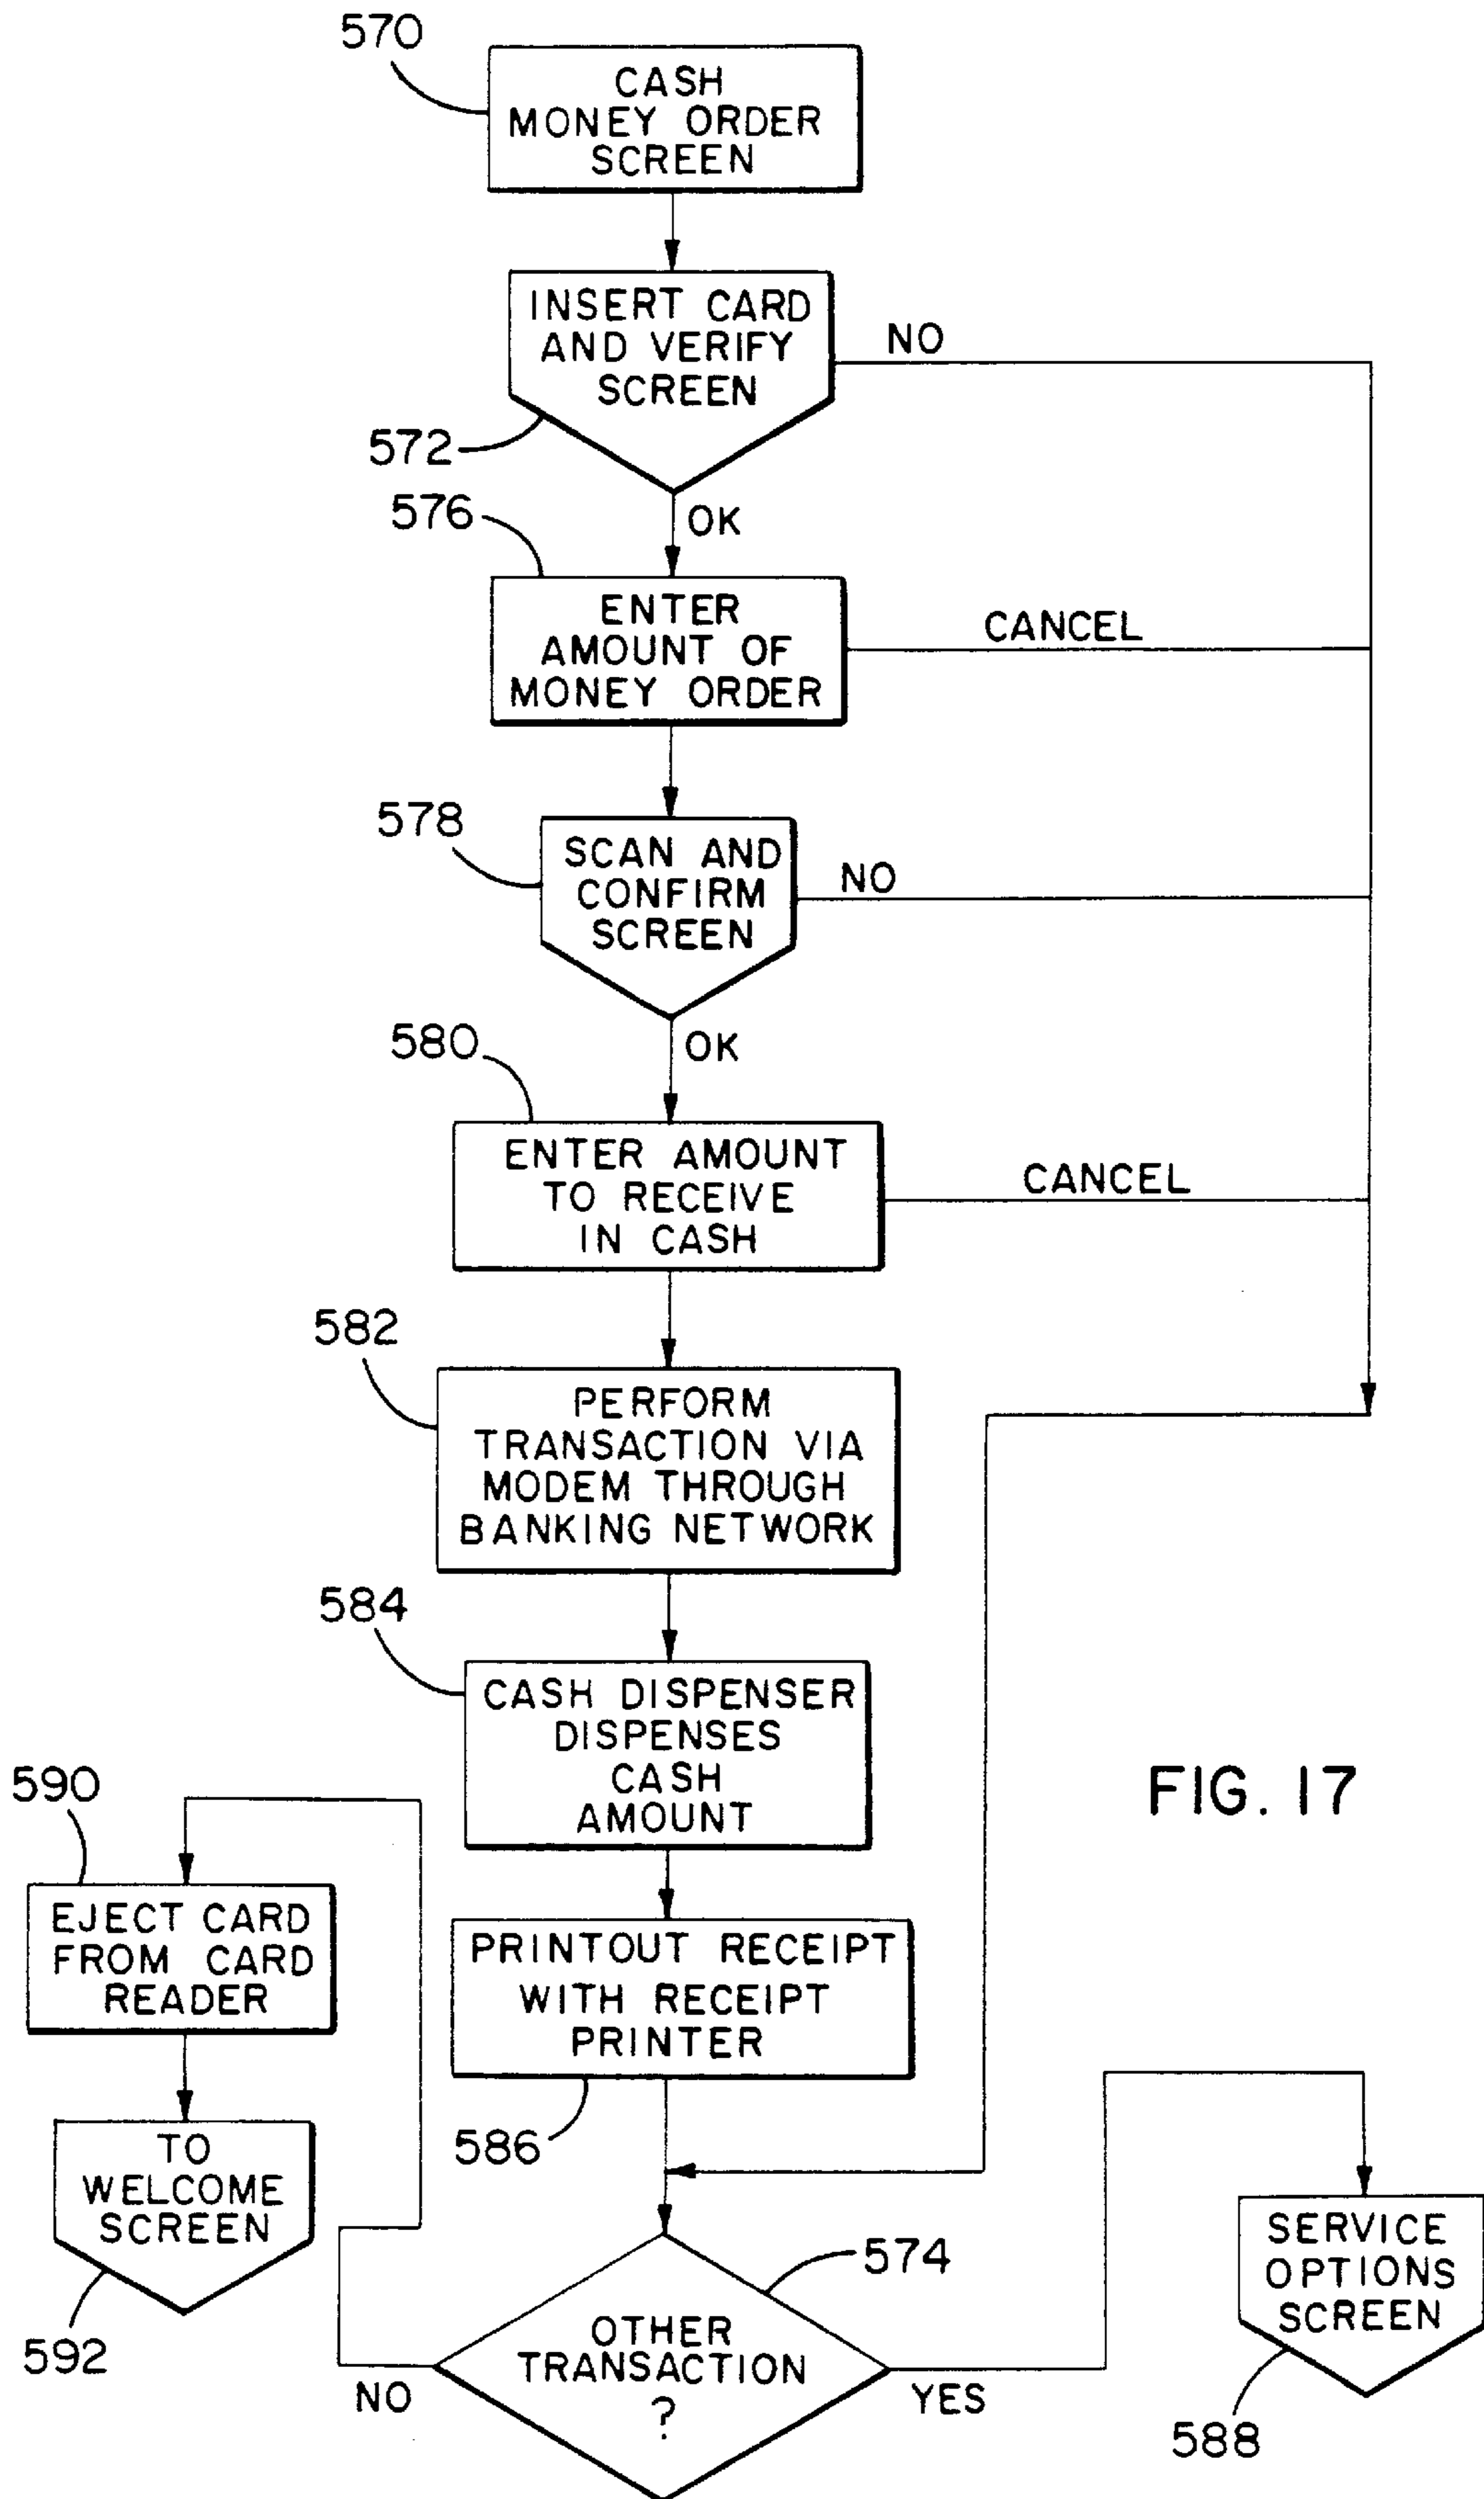 570
CASH
MONEY ORDER
SCREEN
INSERT CARD
AND VERIFY
SCREEN
NO
572
OK
576
ENTER
AMOUNT OF
MONEY ORDER
CANCEL
578
SCAN AND
CONFIRM
SCREEN
NO
OK
580
ENTER AMOUNT
TO RECEIVE
IN CASH
CANCEL
582
PERFORM
TRANSACTION VIA
MODEM THROUGH
BANKING NETWORK
584
CASH DISPENSER
DISPENSES
CASH
AMOUNT
FIG. 17
590
EJECT CARD
FROM CARD
READER
PRINTOUT RECEIPT
WITH RECEIPT
PRINTER
586
TO
WELCOME
SCREEN
592
574
OTHER
TRANSACTION
?
NO
YES
SERVICE
OPTIONS
SCREEN
588